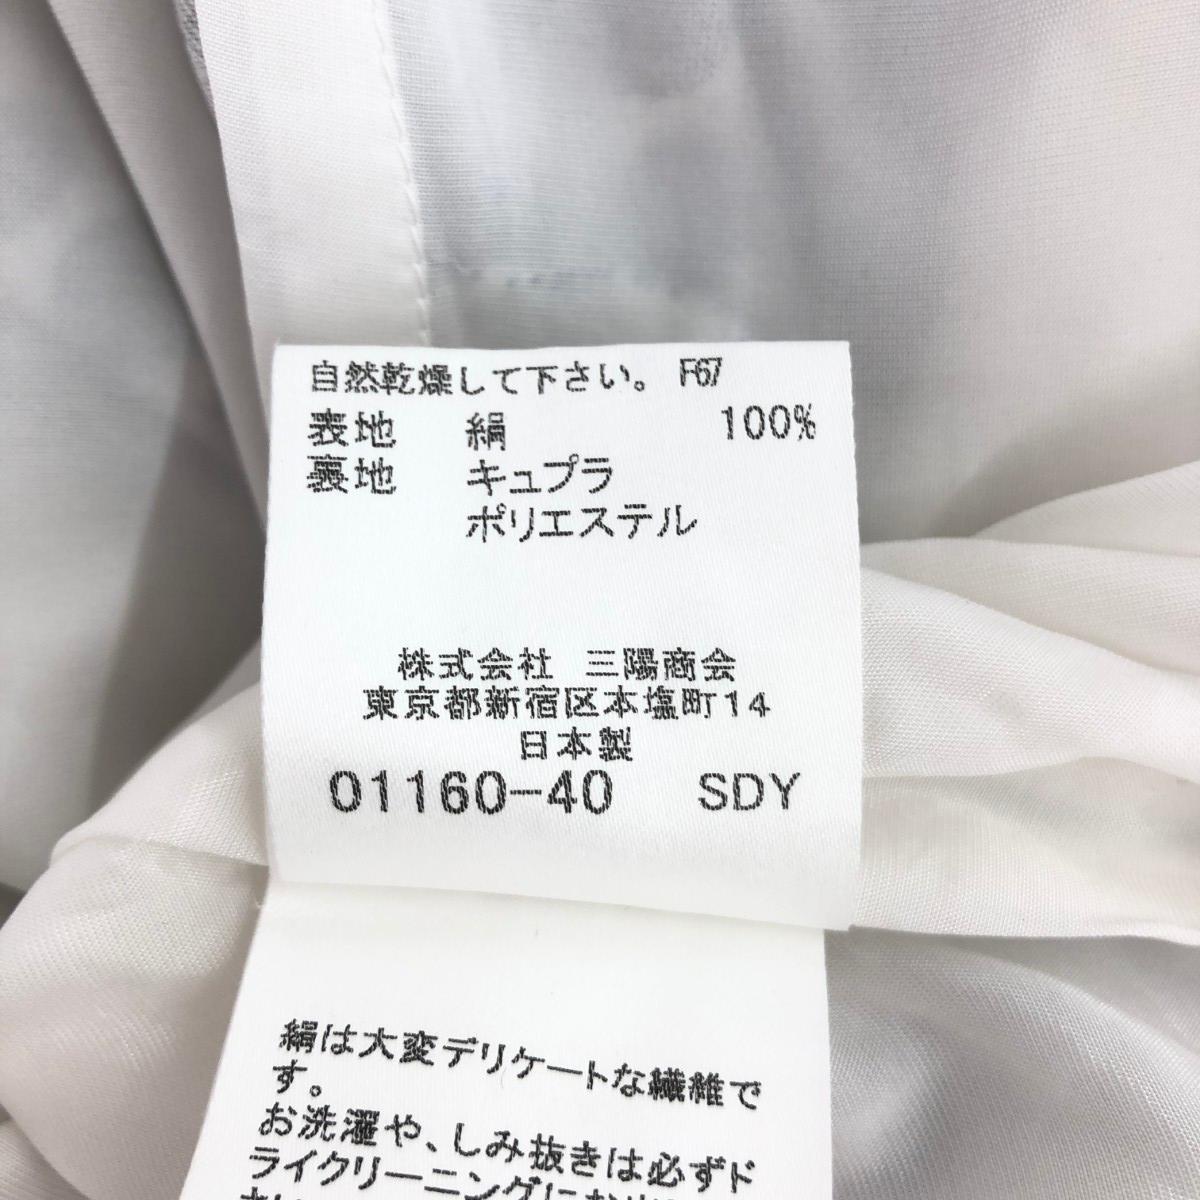 自然乾燥して下さい。 F67
表地 絹 100%
裏地 キュプラ
ポリエステル
株式会社 三陽商会
東京都新宿区本塩町14
日本製
01160-40 SDY
絹は大変デリケートな繊維で
す。
お洗濯や、しみ抜きは必ずド
ライクリーニングに